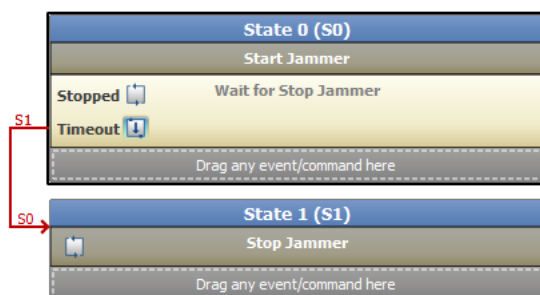 State 0 (S0)
Start Jammer
Stopped Wait for Stop Jammer
S1
Timeout
Drag any event/command here
State 1 (S1)
S0
Stop Jammer
Drag any event/command here